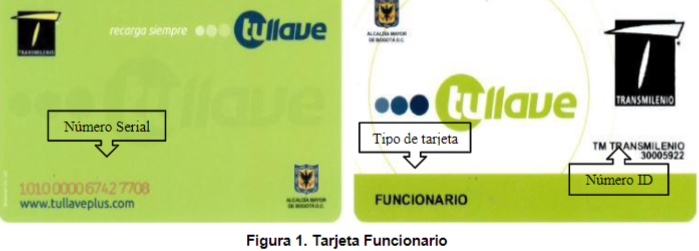 TRANSMILENIO
recarga siempre
tullave
Número Serial
1010 0000 6742 7708
www.tullaveplus.com
ALCALDÍA MAYOR
DE BOGOTÁ D.C.
ALCALDÍA MAYOR
DE BOGOTÁ D.C.
TRANSMILENIO
tullave
Tipo de tarjeta
TM TRANSMILENIO
30005922
Número ID
FUNCIONARIO
Figura 1. Tarjeta Funcionario